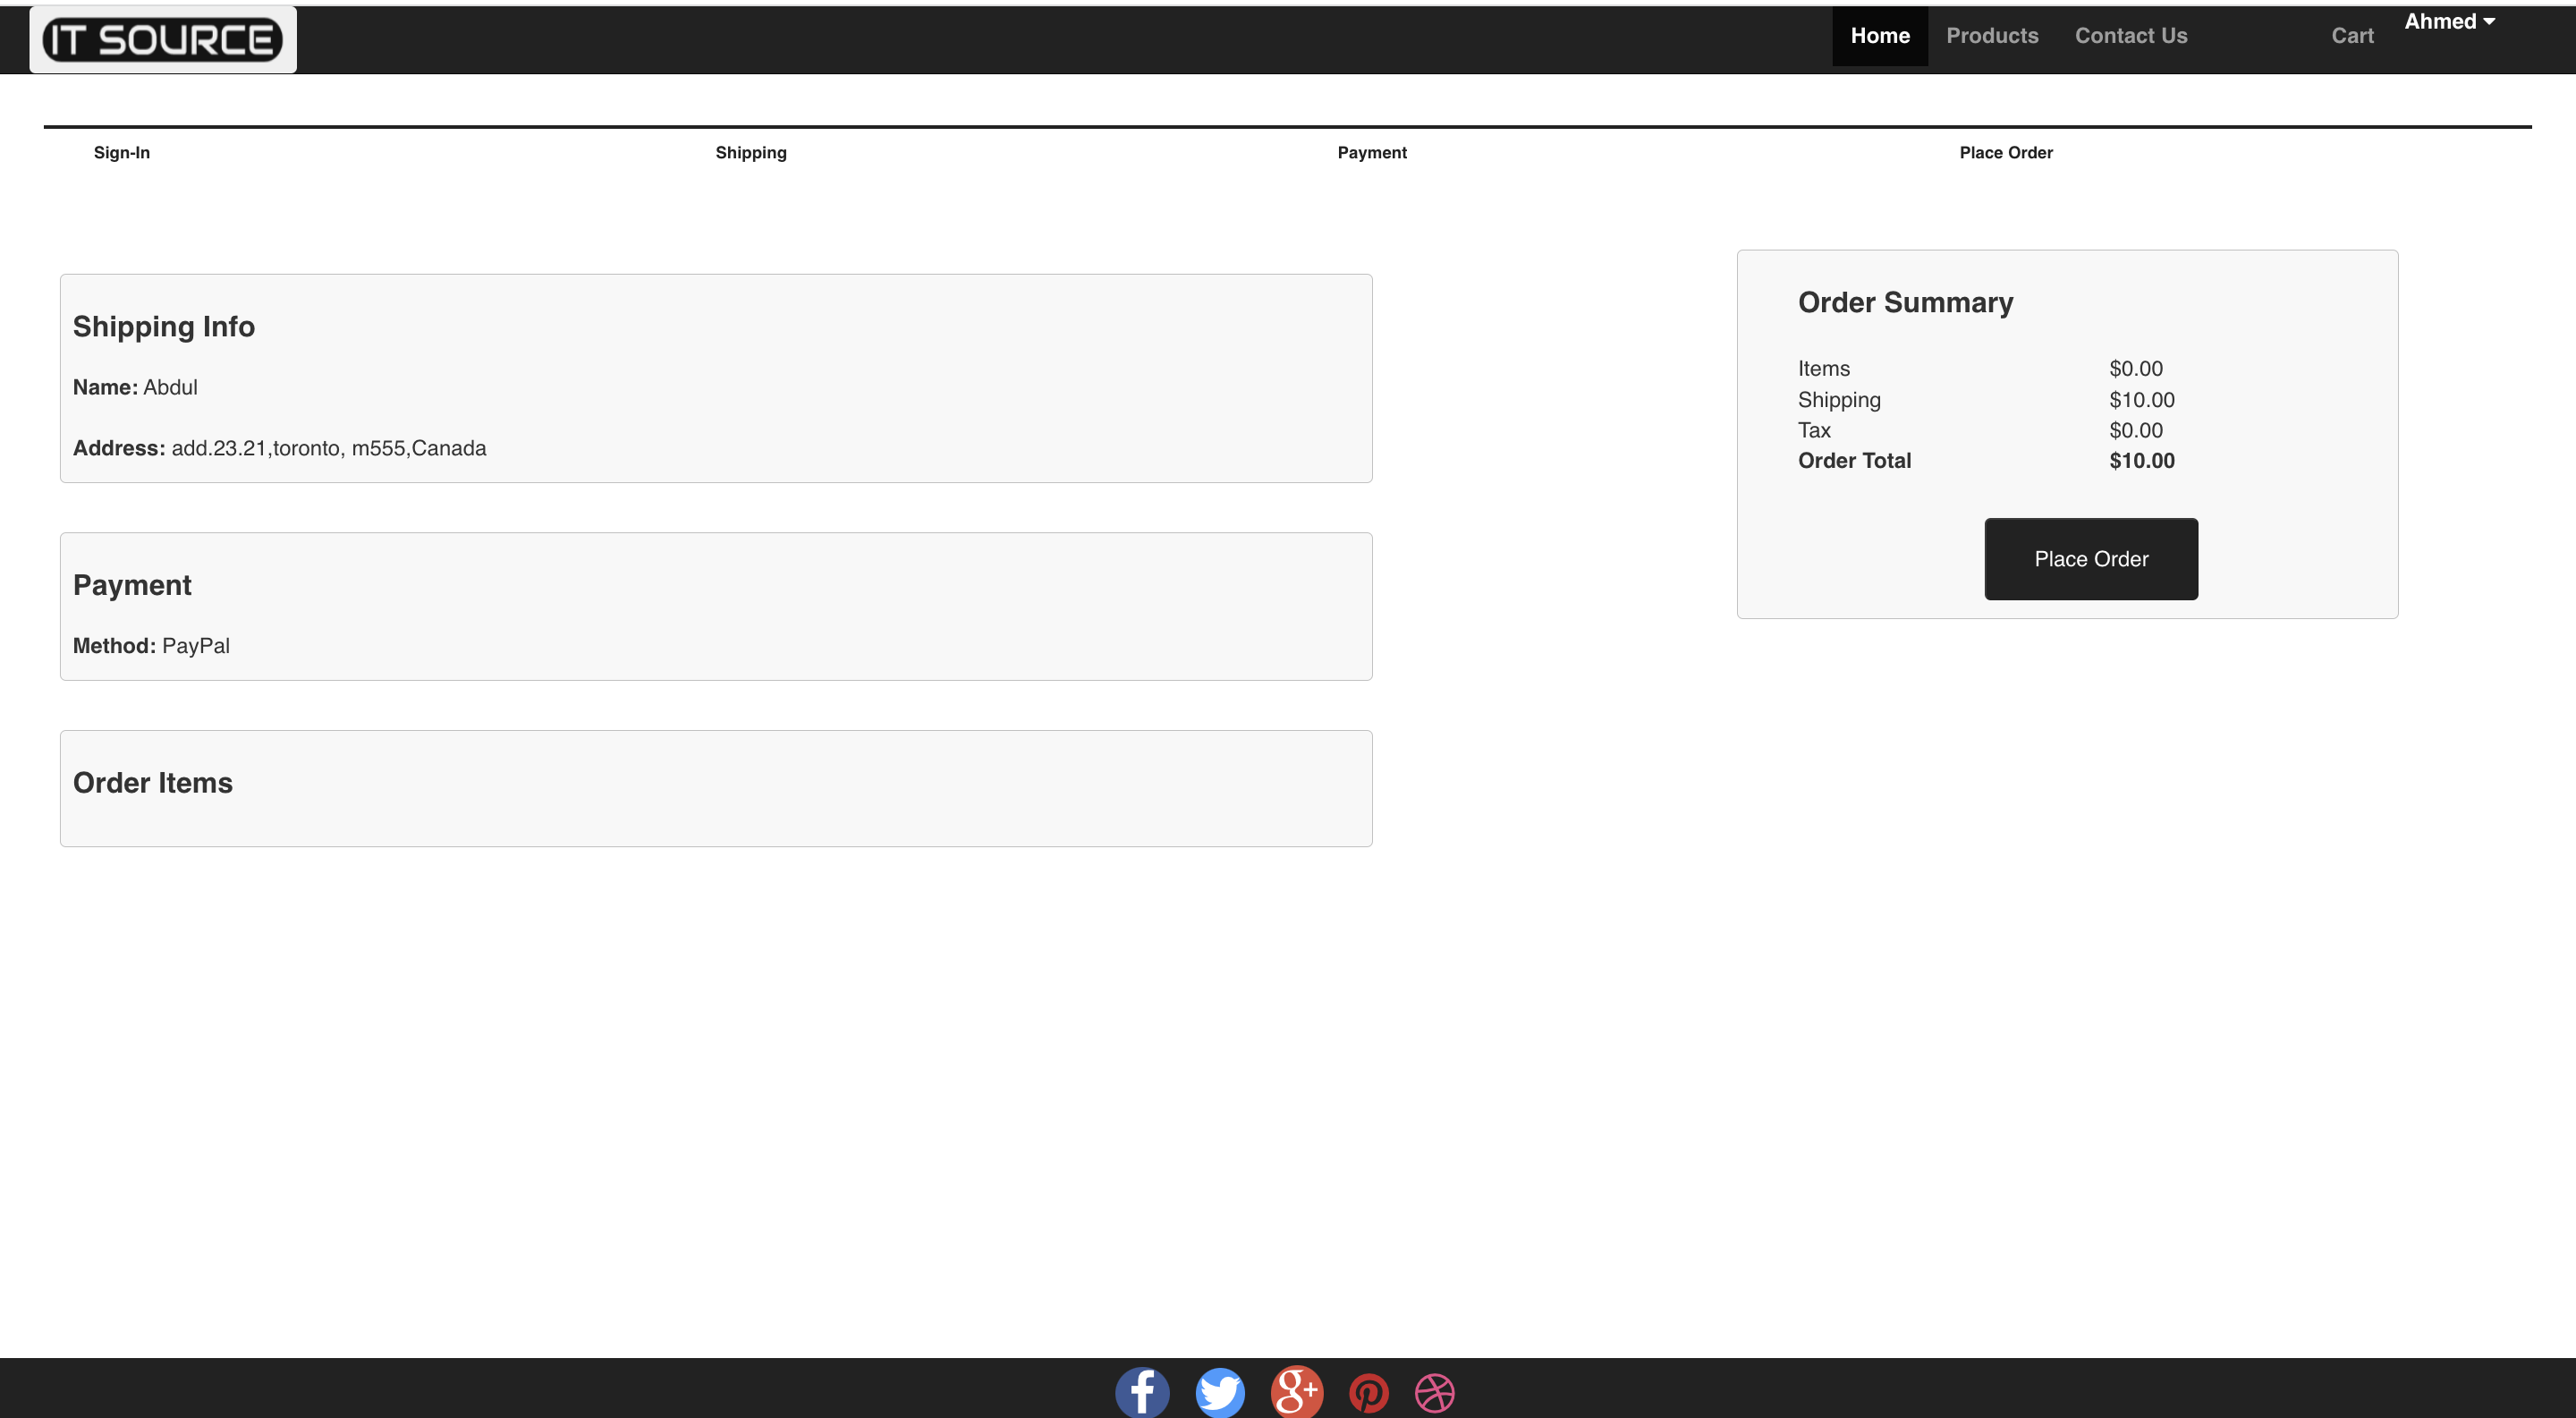 IT SOURCE
Home Products Contact Us Cart Ahmed
Sign-In Shipping Payment Place Order
Shipping Info
Name: Abdul
Address: add.23.21,toronto, m555,Canada
Payment
Method: PayPal
Order Items
Order Summary
Items $0.00
Shipping $10.00
Tax $0.00
Order Total $10.00
Place Order